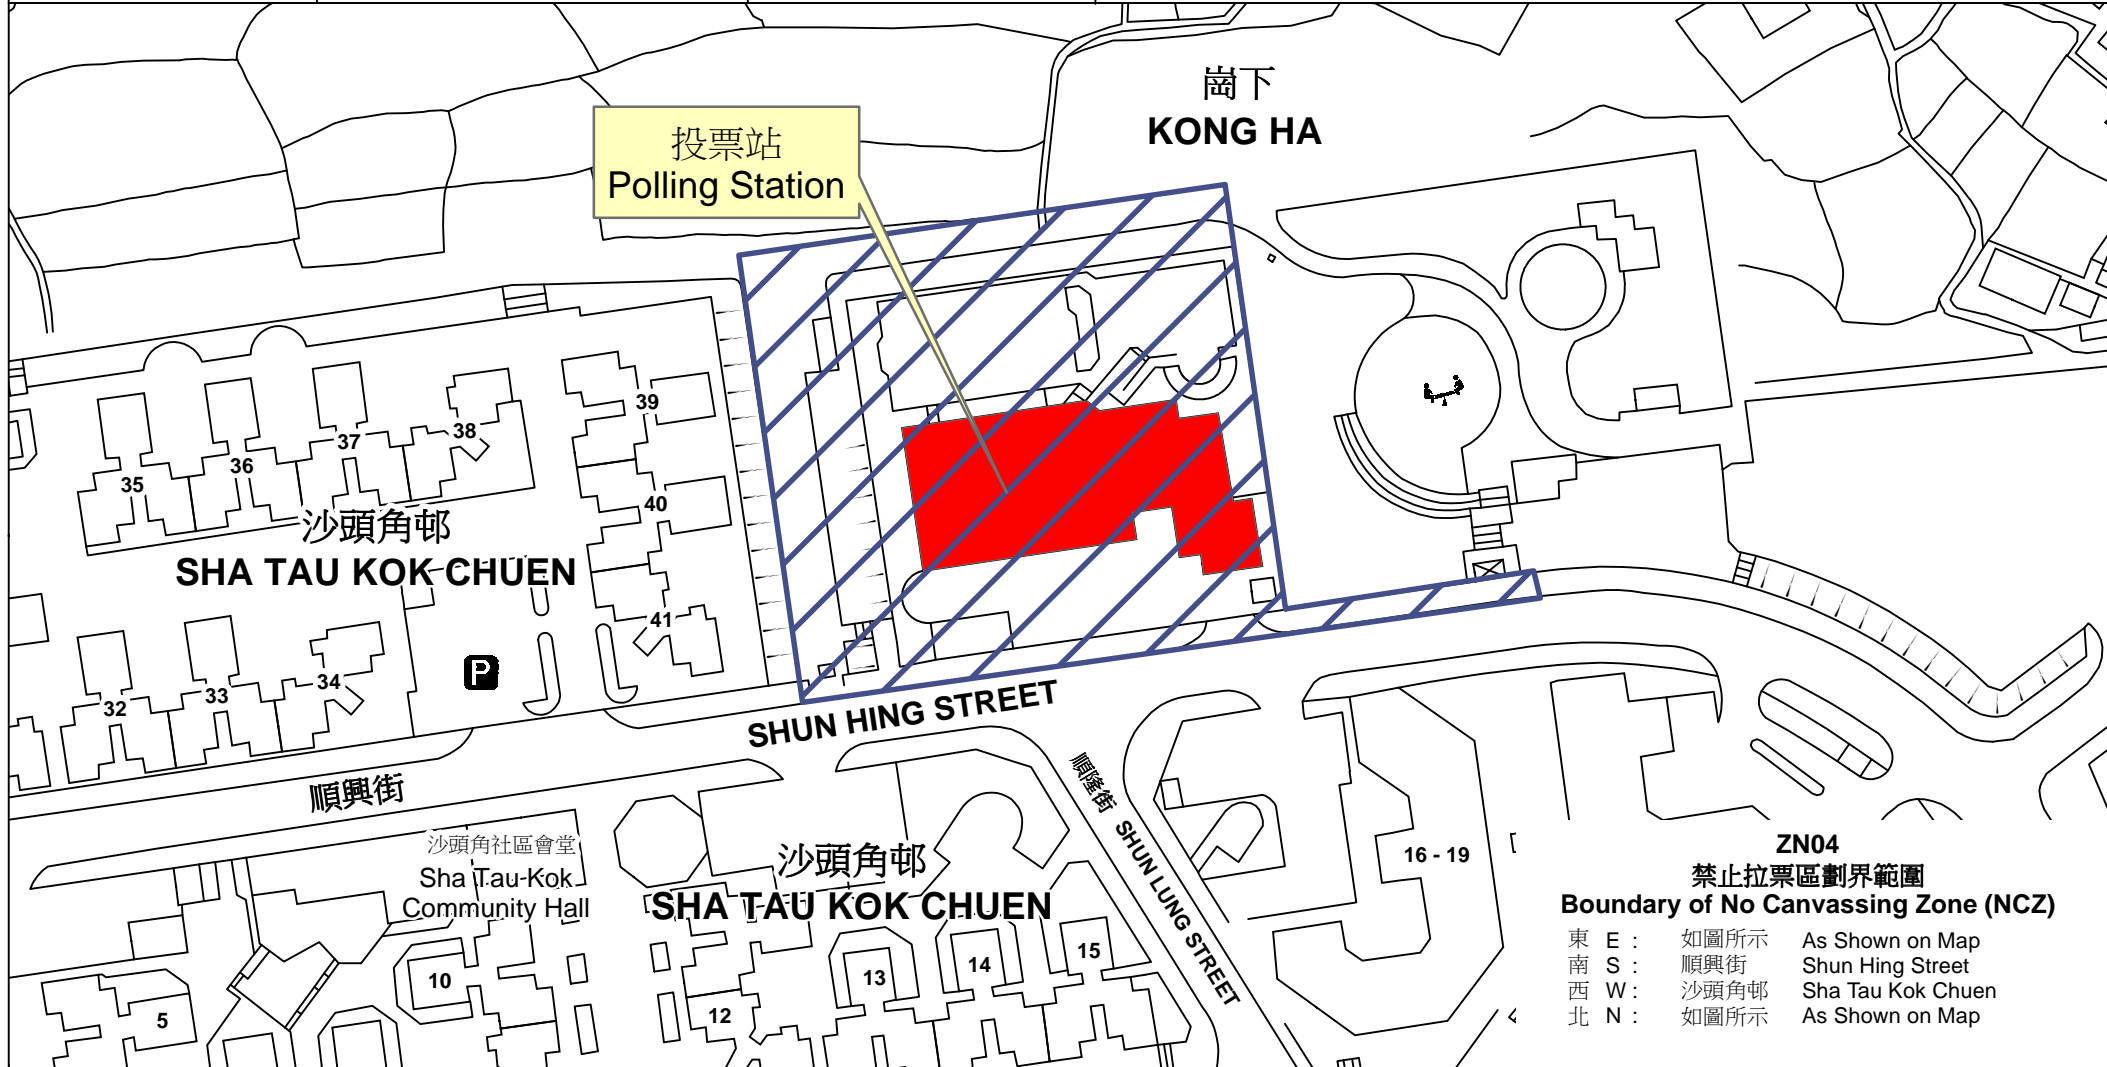 崗下
KONG HA
投票站
Polling Station
39
38
37
36
35
40
沙頭角邨
SHA TAU KOK CHUEN
41
P
34
33
32
SHUN HING STREET
順興街
順隆街 SHUN LUNG STREET
沙頭角社區會堂
Sha Tau Kok
Community Hall
沙頭角邨
SHA TAU KOK CHUEN
16 - 19
10
13
14
15
12
5
ZN04
禁止拉票區劃界範圍
Boundary of No Canvassing Zone (NCZ)
東 E : 如圖所示 As Shown on Map
南 S : 順興街 Shun Hing Street
西 W : 沙頭角邨 Sha Tau Kok Chuen
北 N : 如圖所示 As Shown on Map